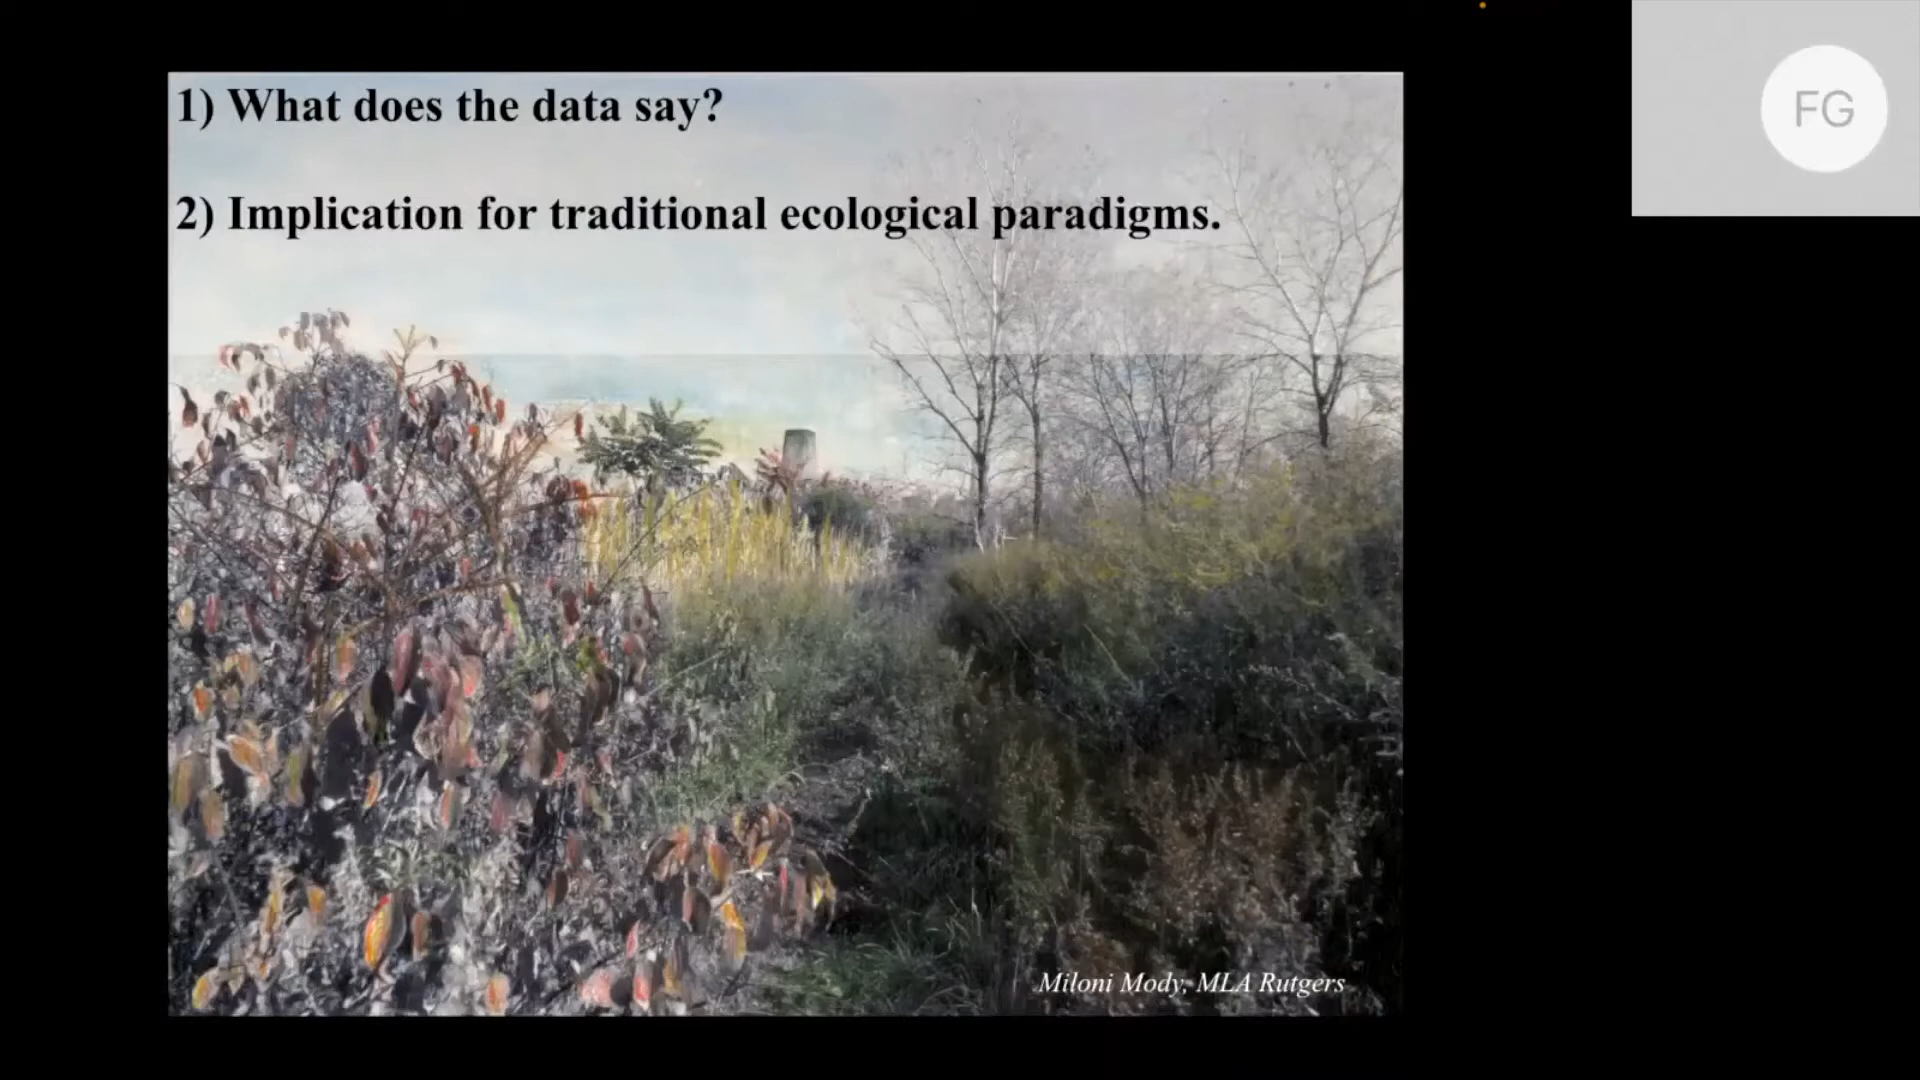 1) What does the data say?
2) Implication for traditional ecological paradigms.
FG
Miloni Mody, MLA Rutgers